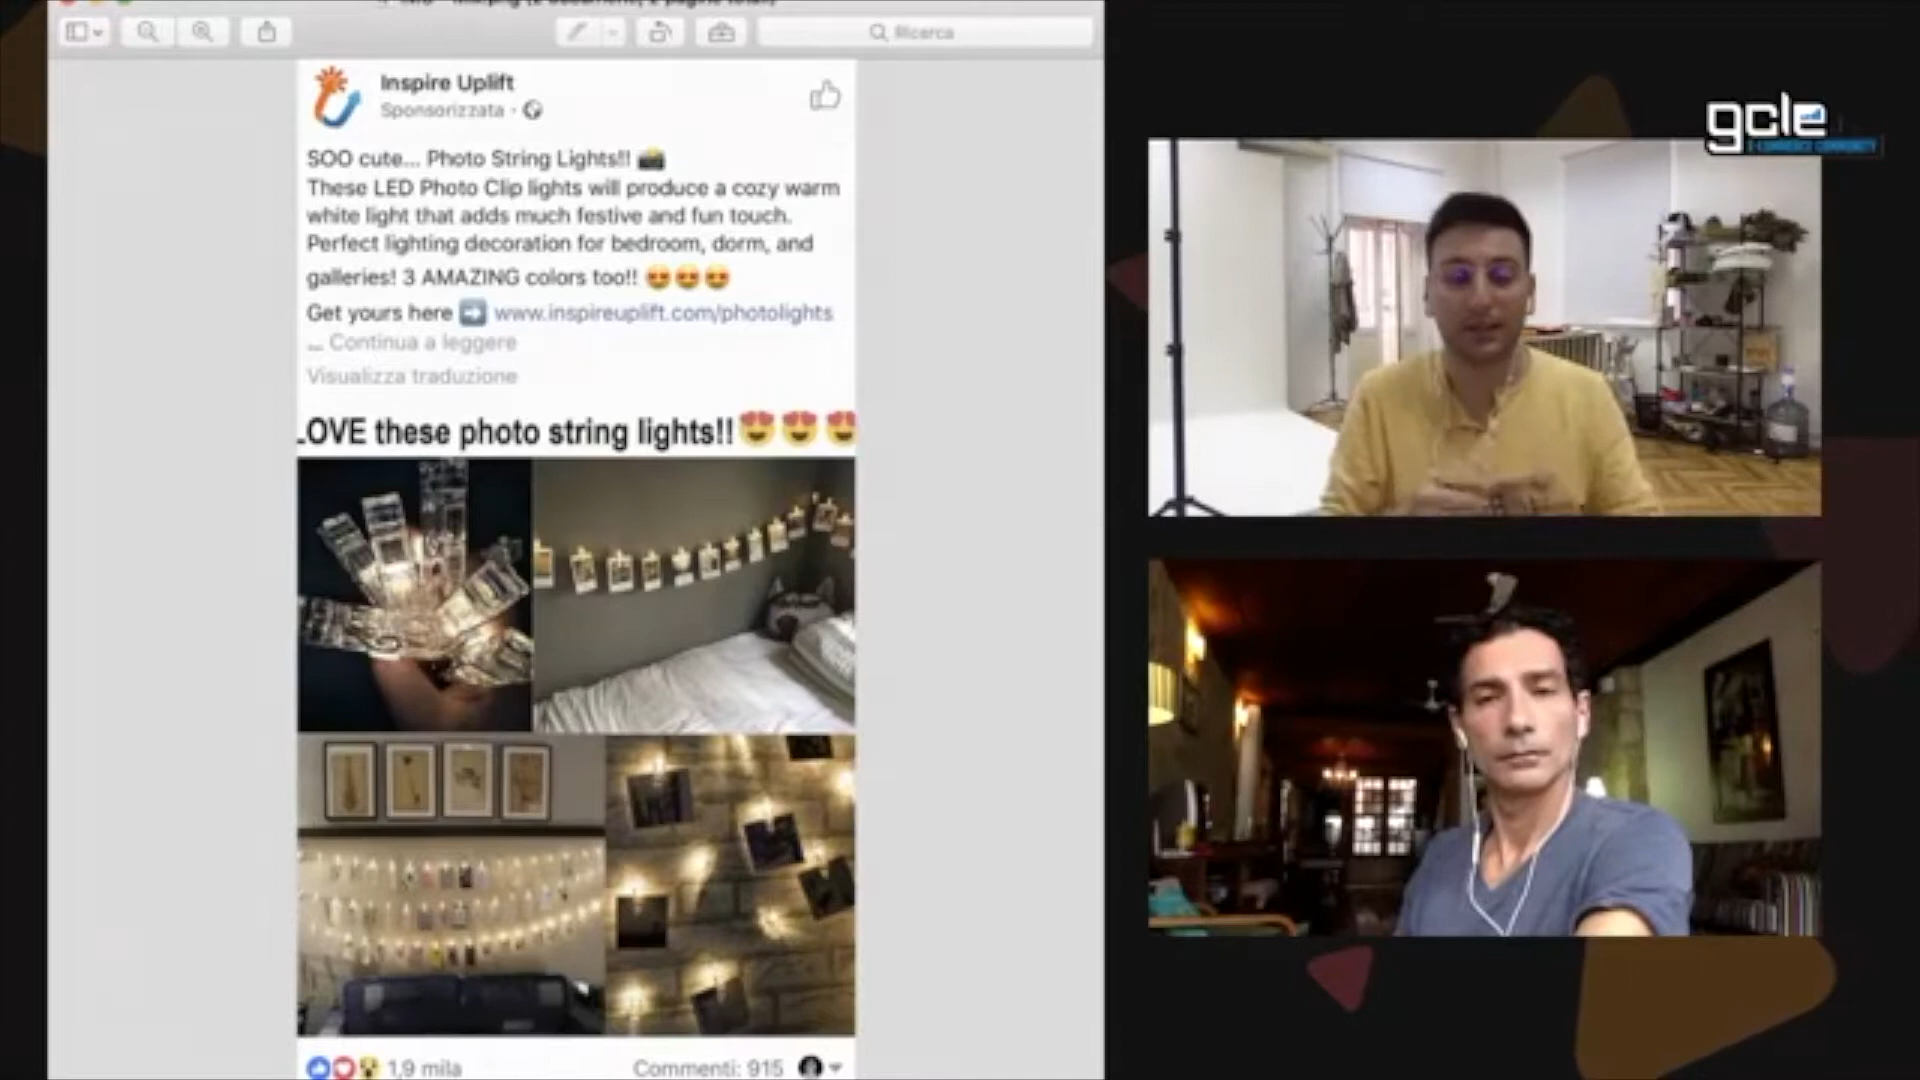 Ricerca
Inspire Uplift
Sponsorizzata ·
SOO cute... Photo String Lights!! 📸
These LED Photo Clip lights will produce a cozy warm
white light that adds much festive and fun touch.
Perfect lighting decoration for bedroom, dorm, and
galleries! 3 AMAZING colors too!! 😍😍😍
Get yours here ➡️ www.inspireuplift.com/photolights
... Continua a leggere
Visualizza traduzione
LOVE these photo string lights!!😍😍😍
1,9 mila
Commenti: 915
gcle
E-COMMERCE COMMUNITY